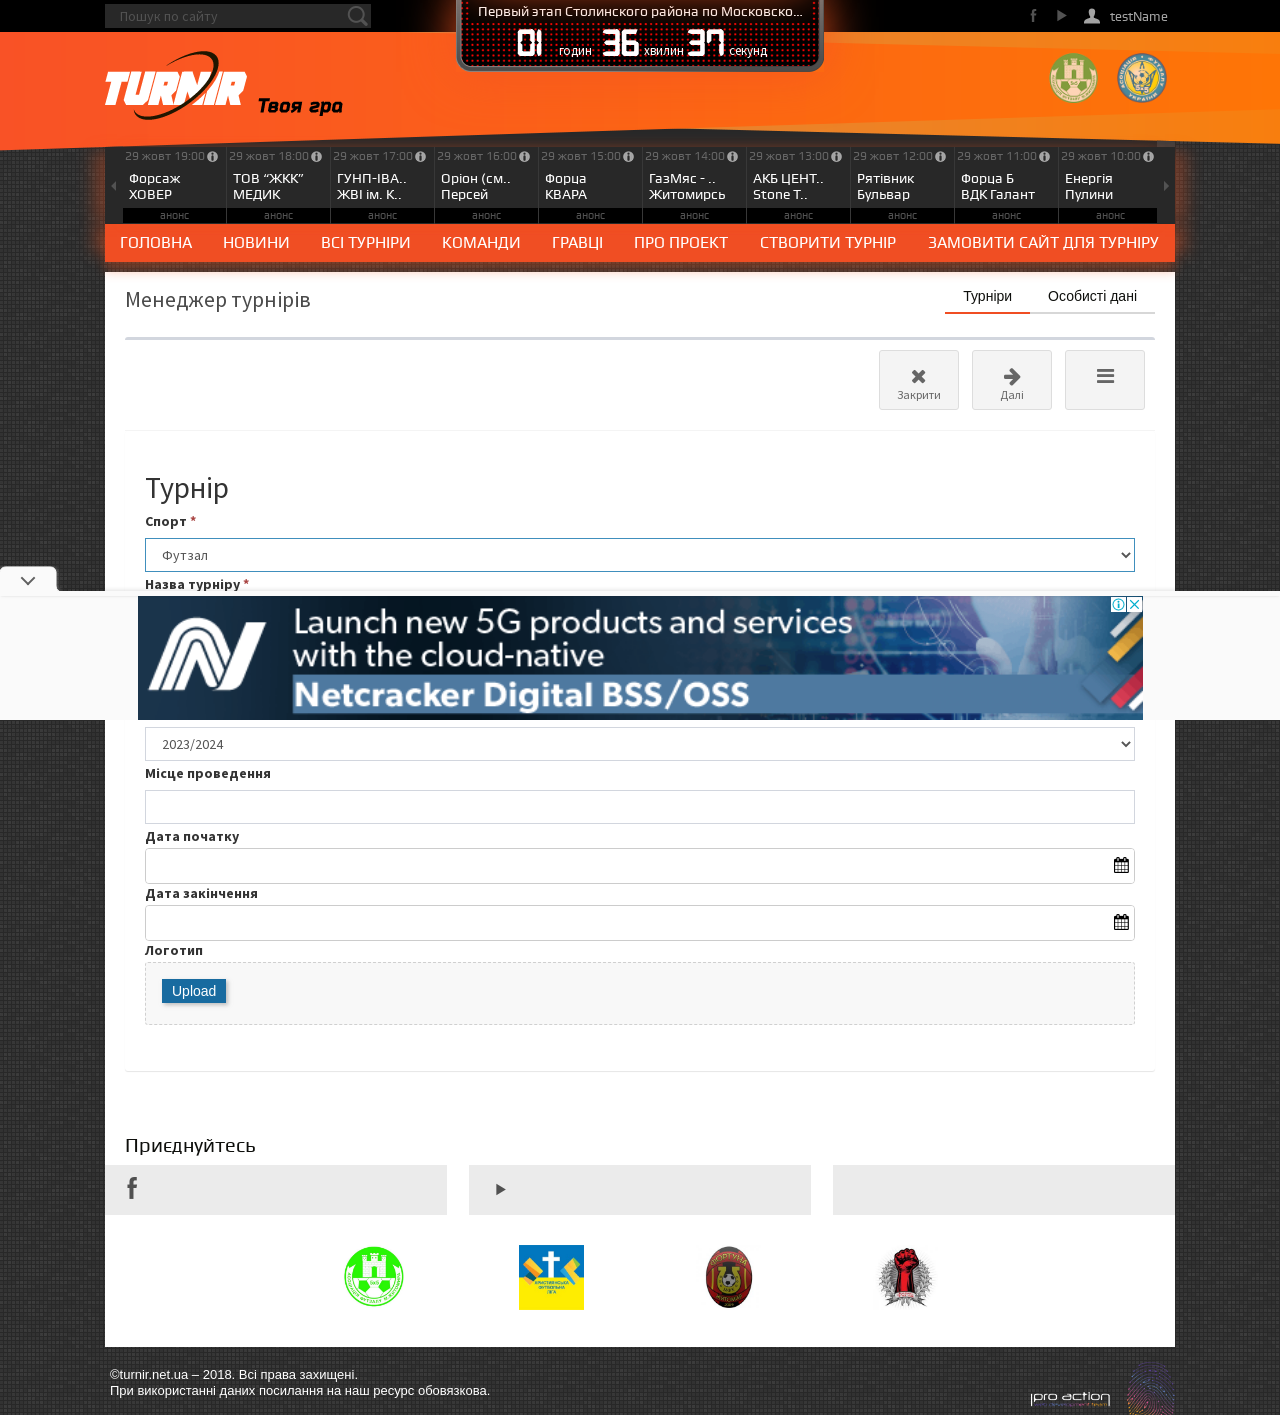 Пошук по сайту
testName
Первый этап Столинского района по Московско...
01 годин 36 хвилин 37 секунд
TURNIR Твоя гра
29 жовт 19:00 29 жовт 18:00 29 жовт 17:00 29 жовт 16:00 29 жовт 15:00 29 жовт 14:00 29 жовт 13:00 29 жовт 12:00 29 жовт 11:00 29 жовт 10:00
Форсаж ТОВ “ЖКК” ГУНП-ІВА.. Оріон (см.. Форца ГазМяс - .. АКБ ЦЕНТ.. Рятівник Форца Б Енергія
ХОВЕР МЕДИК ЖВІ ім. К.. Персей КВАРА Житомирсь Stone T.. Бульвар ВДК Галант Пулини
анонс анонс анонс анонс анонс анонс анонс анонс анонс анонс
ГОЛОВНА НОВИНИ ВСІ ТУРНІРИ КОМАНДИ ГРАВЦІ ПРО ПРОЕКТ СТВОРИТИ ТУРНІР ЗАМОВИТИ САЙТ ДЛЯ ТУРНІРУ
Менеджер турнірів
Турніри Особисті дані
Закрити Далі
Турнір
Спорт *
Футзал
Назва турніру *
Launch new 5G products and services
with the cloud-native
Netcracker Digital BSS/OSS
2023/2024
Місце проведення
Дата початку
Дата закінчення
Логотип
Upload
Приєднуйтесь
©turnir.net.ua – 2018. Всі права захищені.
При використанні даних посилання на наш ресурс обовязкова.
pro action